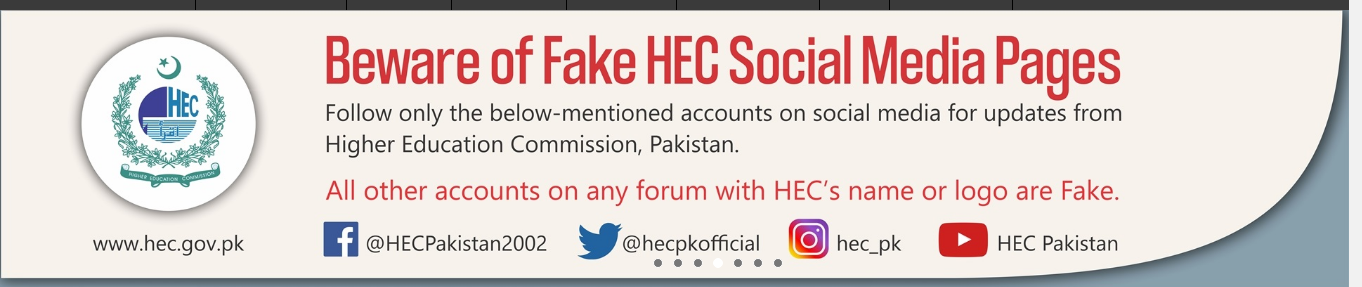 Beware of Fake HEC Social Media Pages
Follow only the below-mentioned accounts on social media for updates from
Higher Education Commission, Pakistan.
All other accounts on any forum with HEC's name or logo are Fake.
HEC
اقرأ
HIGHER EDUCATION COMMISSION
www.hec.gov.pk
@HECPakistan2002
@hecpkofficial
hec_pk
HEC Pakistan